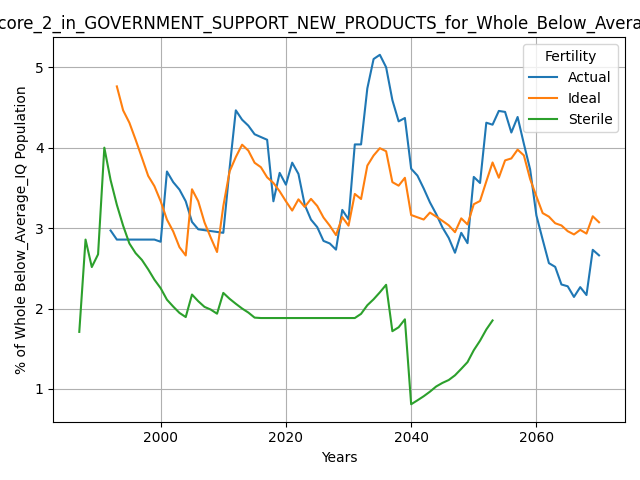 core_2_in_GOVERNMENT_SUPPORT_NEW_PRODUCTS_for_Whole_Below_Avera
Fertility
Actual
Ideal
Sterile
% of Whole Below_Average_IQ Population
5
4
3
2
1
2000 2020 2040 2060
Years